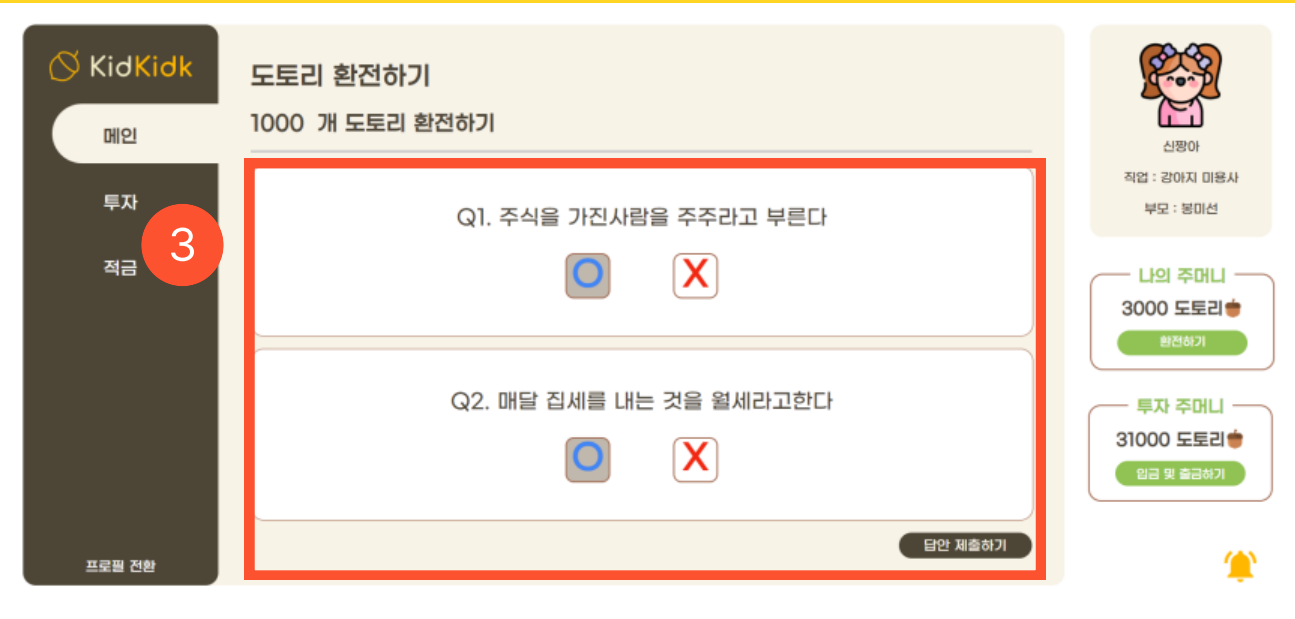 KidKidk
메인
투자
적금
프로필 전환
3
도토리 환전하기
1000 개 도토리 환전하기
Q1. 주식을 가진사람을 주주라고 부른다
O X
Q2. 매달 집세를 내는 것을 월세라고한다
O X
답안 제출하기
신짱아
직업 : 강아지 미용사
부모 : 봉미선
나의 주머니
3000 도토리
환전하기
투자 주머니
31000 도토리
입금 및 출금하기